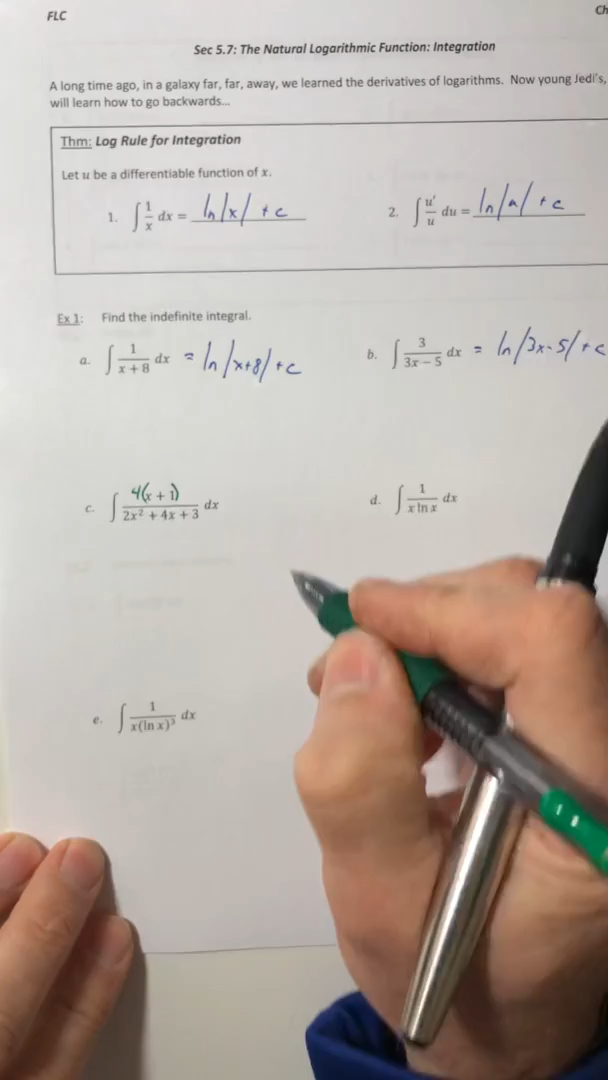 FLC
Ch
Sec 5.7: The Natural Logarithmic Function: Integration
A long time ago, in a galaxy far, far, away, we learned the derivatives of logarithms. Now young Jedi's,
will learn how to go backwards...
Thm: Log Rule for Integration
Let u be a differentiable function of x.
1. ∫ 1/x dx = ln|x| + c
2. ∫ u'/u du = ln|u| + c
Ex 1: Find the indefinite integral.
a. ∫ 1/(x + 8) dx = ln|x+8| + c
b. ∫ 3/(3x − 5) dx = ln|3x-5| + c
c. ∫ 4(x + 1)/(2x² + 4x + 3) dx
d. ∫ 1/(x ln x) dx
e. ∫ 1/(x(ln x)³) dx